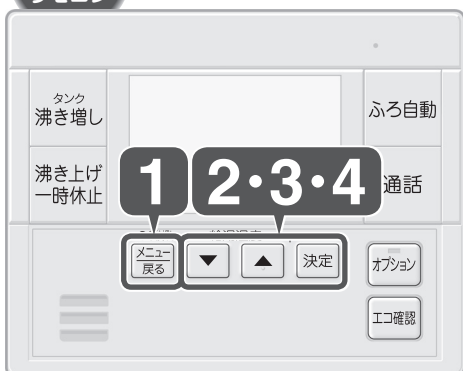 タンク
沸き増し
ふろ自動
沸き上げ
一時休止
通話
1
2・3・4
メニュー
戻る
▼
▲
決定
オプション
エコ確認